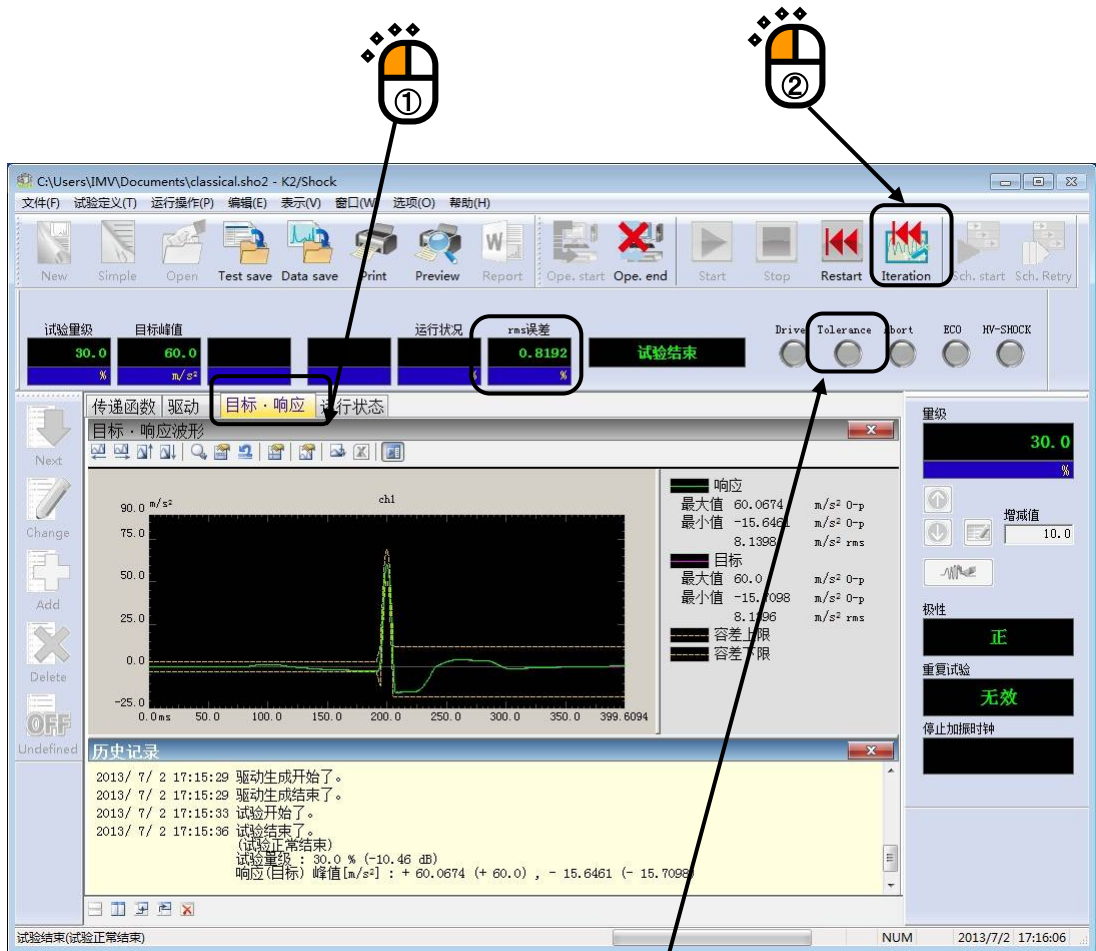 ①
②
C:\Users\IMV\Documents\classical.sho2 - K2/Shock
文件(F) 试验定义(T) 运行操作(P) 编辑(E) 表示(V) 窗口(W) 选项(O) 帮助(H)
New Simple Open Test save Data save Print Preview Report Ope. start Ope. end Start Stop Restart Iteration Sch. start Sch. Retry
试验量级 目标峰值 运行状况 rms误差 Drive Tolerance Abort ECO HV-SHOCK
30.0 60.0 0.8192 试验结束
% m/s² % %
传递函数 驱动 目标・响应 运行状态
目标・响应波形
Next
Change
Add
Delete
OFF
Undefined
ch1
90.0 m/s²
75.0
50.0
25.0
0.0
-25.0
0.0ms 50.0 100.0 150.0 200.0 250.0 300.0 350.0 399.6094
响应
最大值 60.0674 m/s² 0-p
最小值 -15.6461 m/s² 0-p
8.1398 m/s² rms
目标
最大值 60.0 m/s² 0-p
最小值 -15.7098 m/s² 0-p
8.1396 m/s² rms
容差上限
容差下限
量级
30.0
%
增减值
10.0
极性
正
重复试验
无效
停止加振时钟
历史记录
2013/ 7/ 2 17:15:29 驱动生成开始了。
2013/ 7/ 2 17:15:29 驱动生成结束了。
2013/ 7/ 2 17:15:33 试验开始了。
2013/ 7/ 2 17:15:36 试验结束了。
(试验正常结束)
试验量级 : 30.0 % (-10.46 dB)
响应(目标) 峰值[m/s²] : + 60.0674 (+ 60.0) , - 15.6461 (- 15.7098)
试验结束(试验正常结束) NUM 2013/7/2 17:16:06